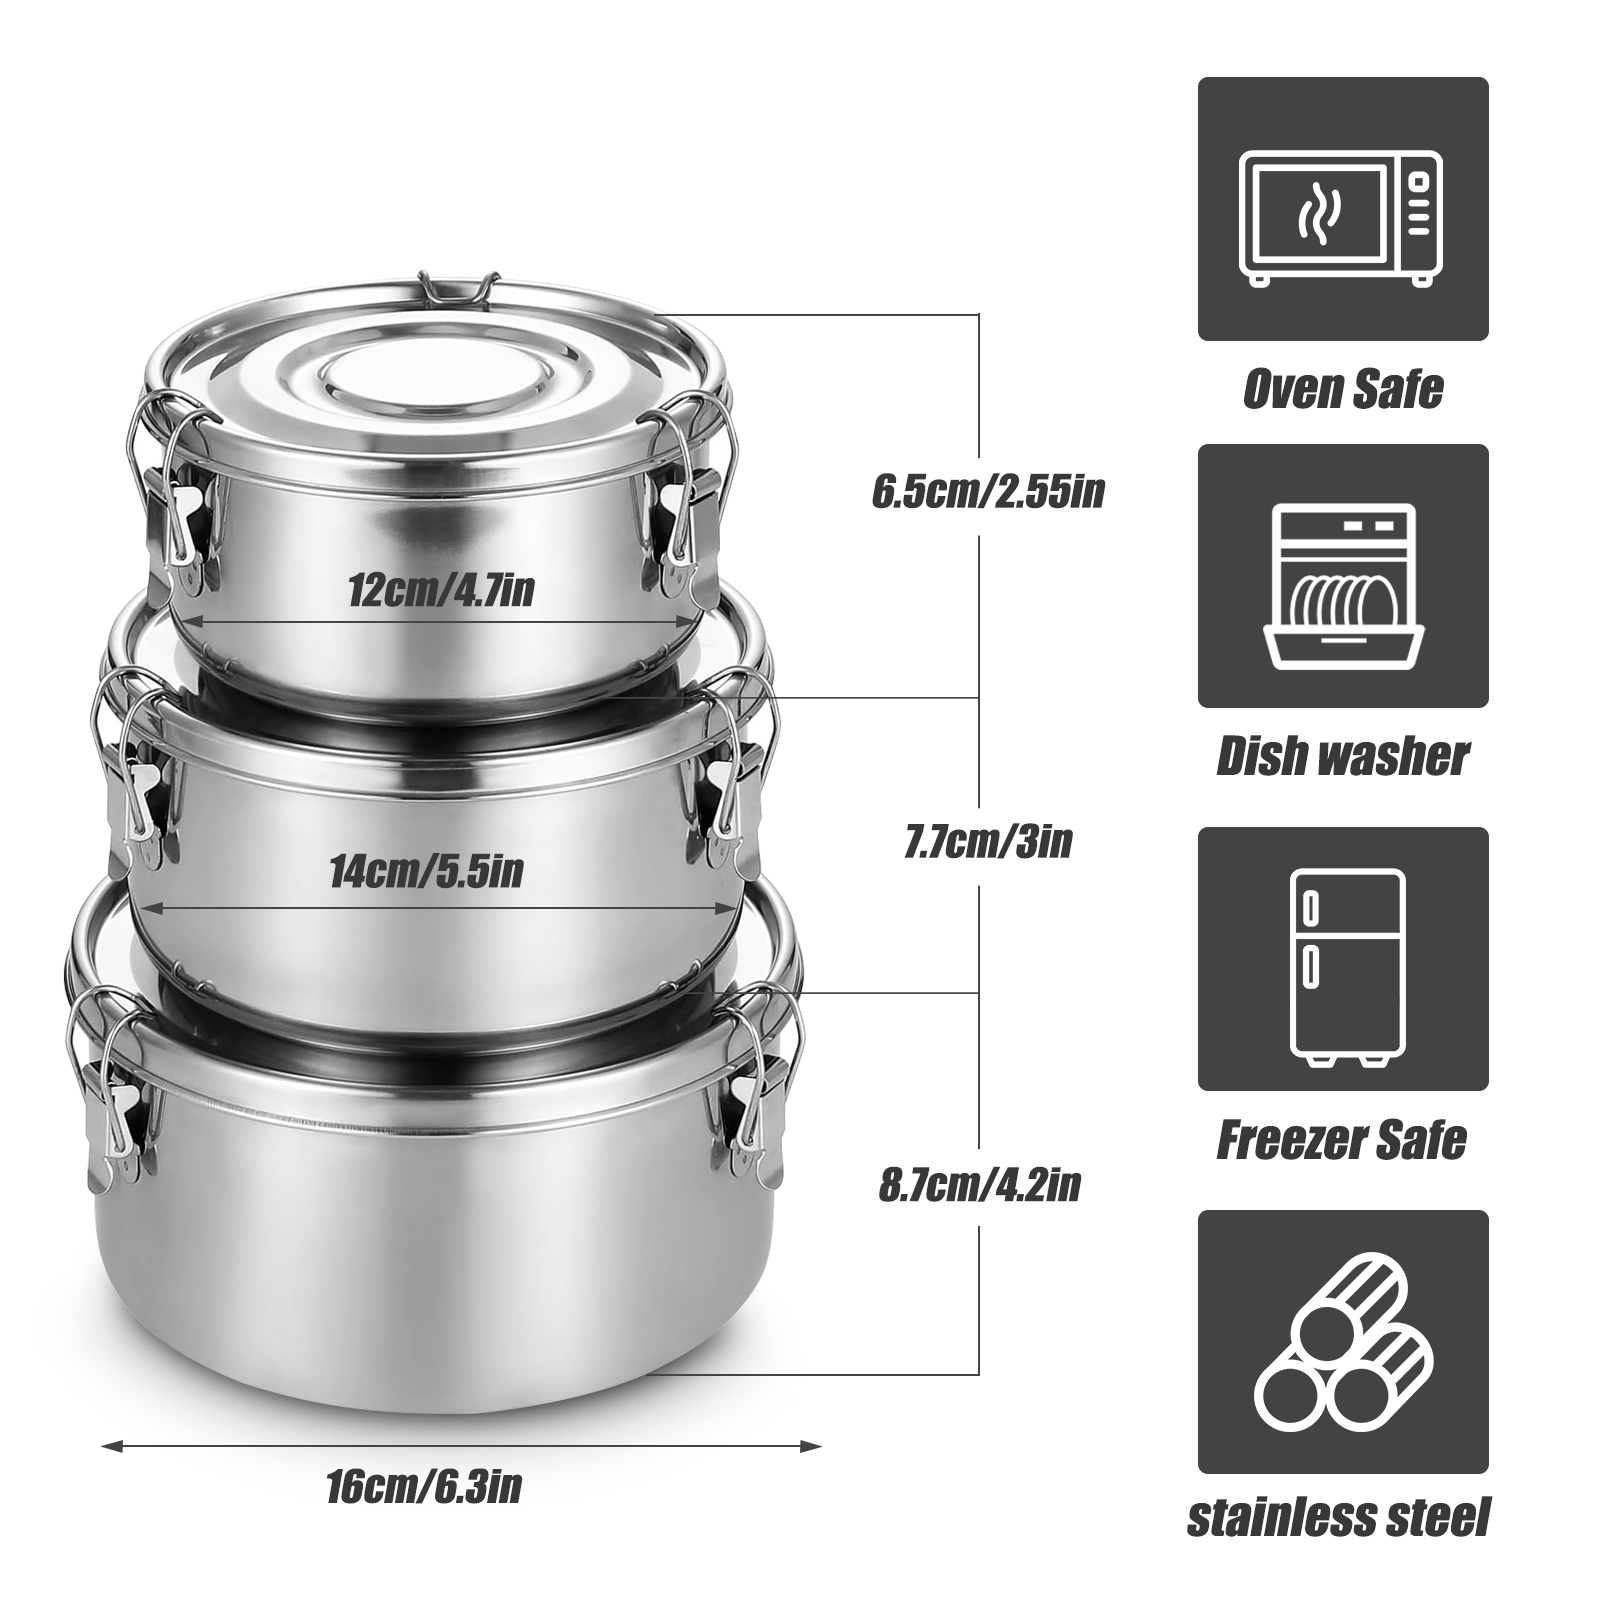 Oven Safe
6.5cm/2.55in
12cm/4.7in
Dish washer
7.7cm/3in
14cm/5.5in
Freezer Safe
8.7cm/4.2in
16cm/6.3in
stainless steel